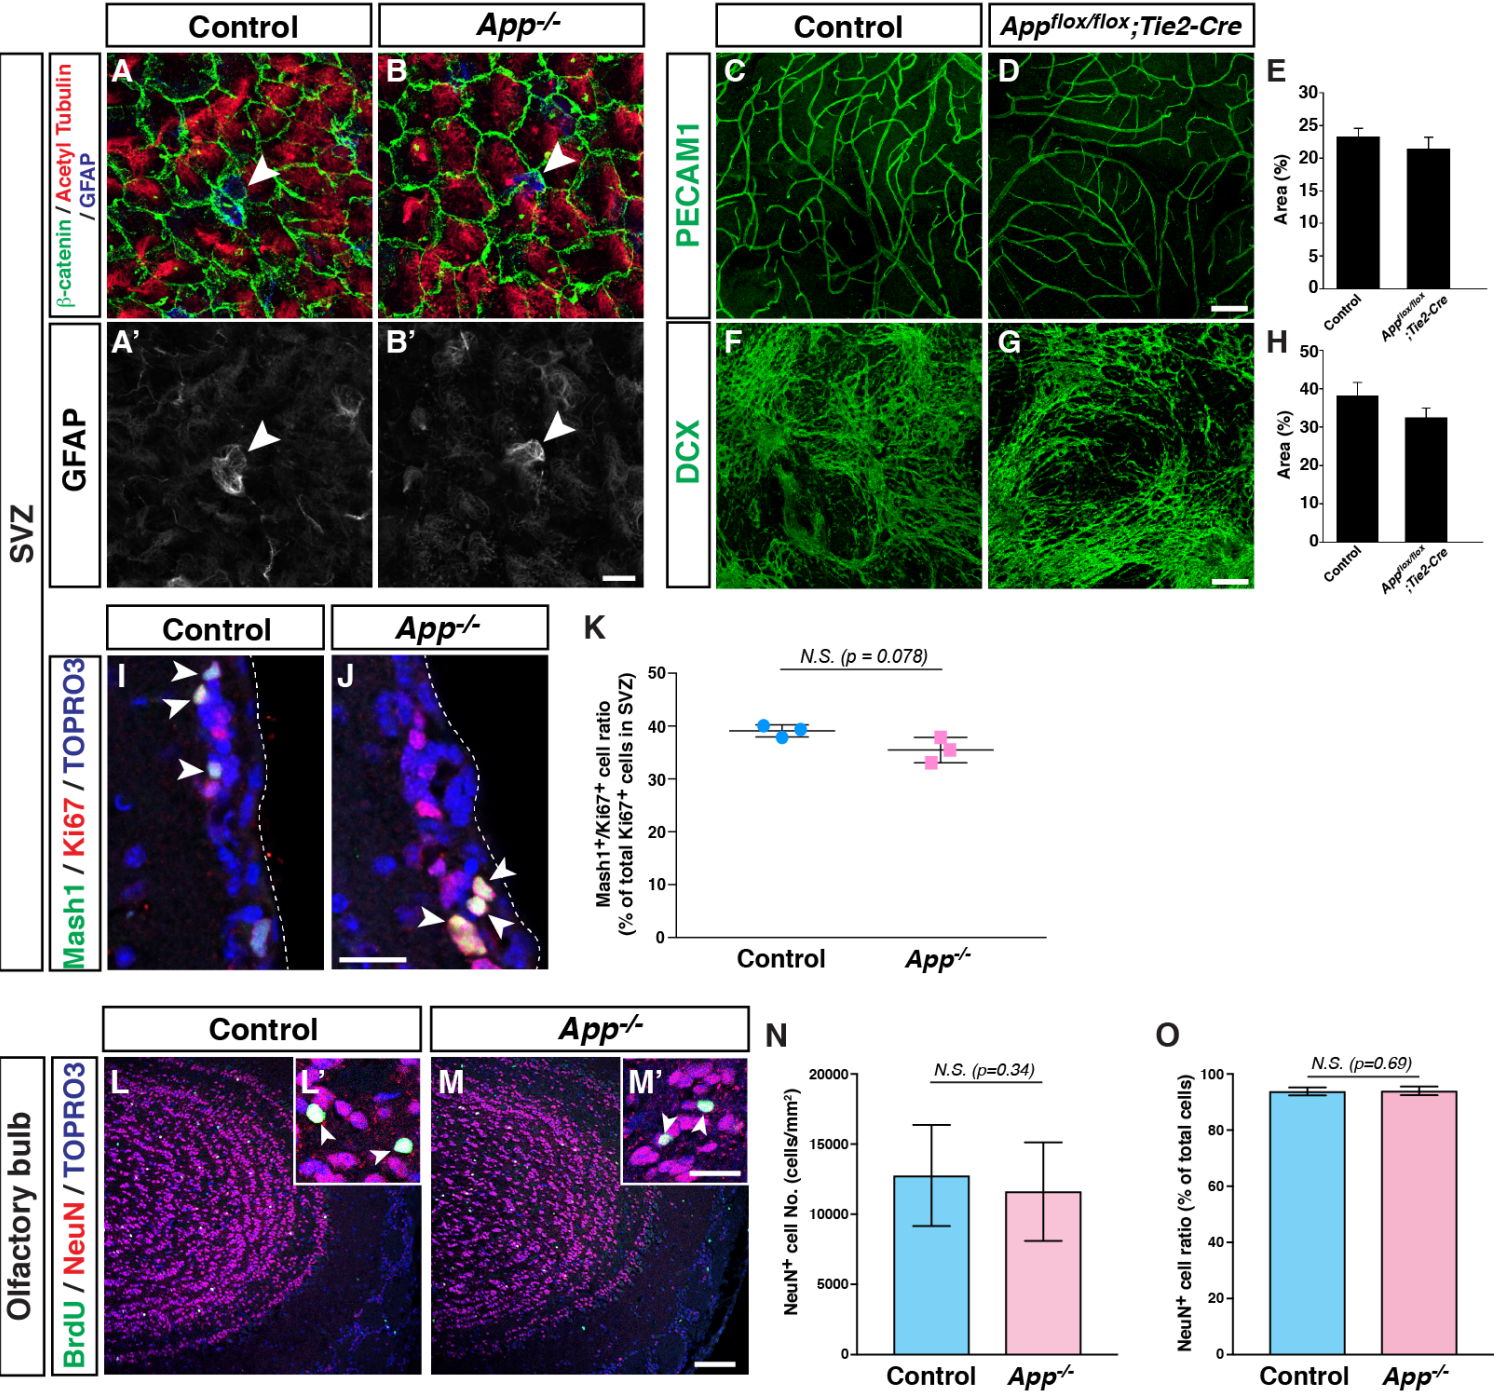 Control
App-/-
Control
Appflox/flox;Tie2-Cre
SVZ
β-catenin / Acetyl Tubulin
/ GFAP
A
B
PECAM1
C
D
E
30
25
20
15
10
5
0
Area (%)
Control
Appflox/flox
;Tie2-Cre
GFAP
A’
B’
DCX
F
G
H
50
40
30
20
10
0
Area (%)
Control
Appflox/flox
;Tie2-Cre
Control
App-/-
Mash1 / Ki67 / TOPRO3
I
J
K
N.S. (p = 0.078)
Mash1+/Ki67+ cell ratio
(% of total Ki67+ cells in SVZ)
50
40
30
20
10
0
Control
App-/-
Control
App-/-
Olfactory bulb
BrdU / NeuN / TOPRO3
L
L’
M
M’
N
N.S. (p=0.34)
NeuN+ cell No. (cells/mm2)
20000
15000
10000
5000
0
Control
App-/-
O
N.S. (p=0.69)
NeuN+ cell ratio (% of total cells)
100
80
60
40
20
0
Control
App-/-